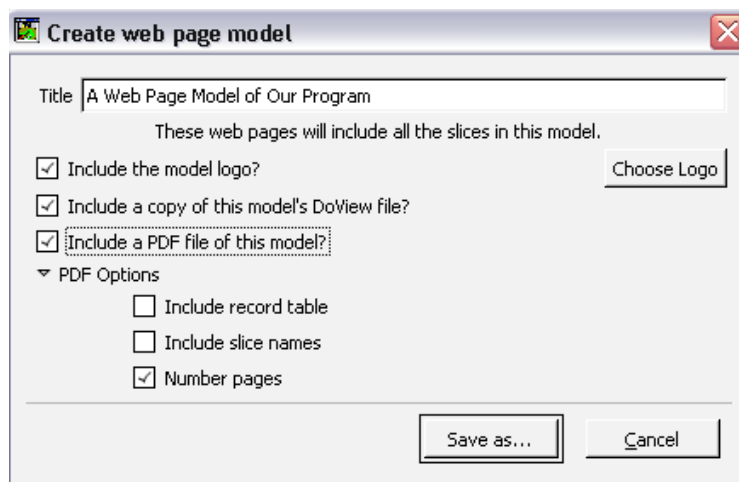 Create web page model
Title A Web Page Model of Our Program
These web pages will include all the slices in this model.
Include the model logo? Choose Logo
Include a copy of this model's DoView file?
Include a PDF file of this model?
PDF Options
Include record table
Include slice names
Number pages
Save as... Cancel